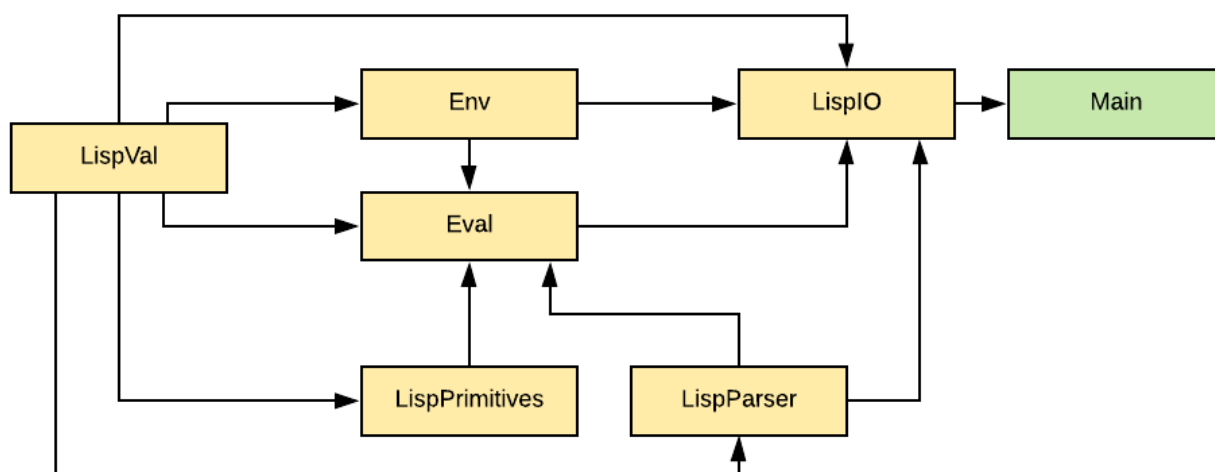 Env
LispIO
Main
LispVal
Eval
LispPrimitives
LispParser